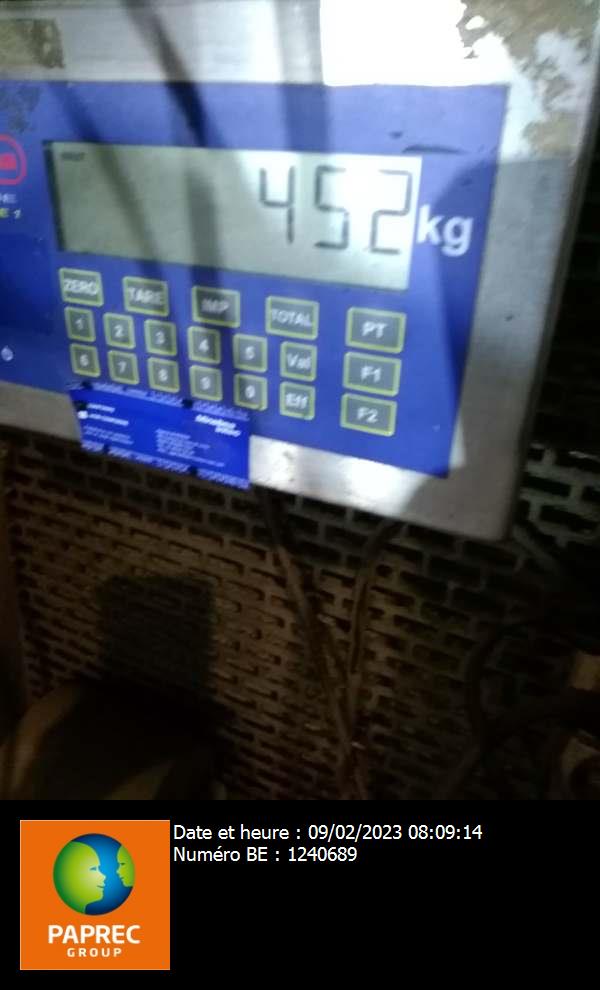 452 kg
ZERO TARE IMP TOTAL PT
1 2 3 4 5 Val F1
6 7 8 9 0 Eff F2
Date et heure : 09/02/2023 08:09:14
Numéro BE : 1240689
PAPREC
GROUP